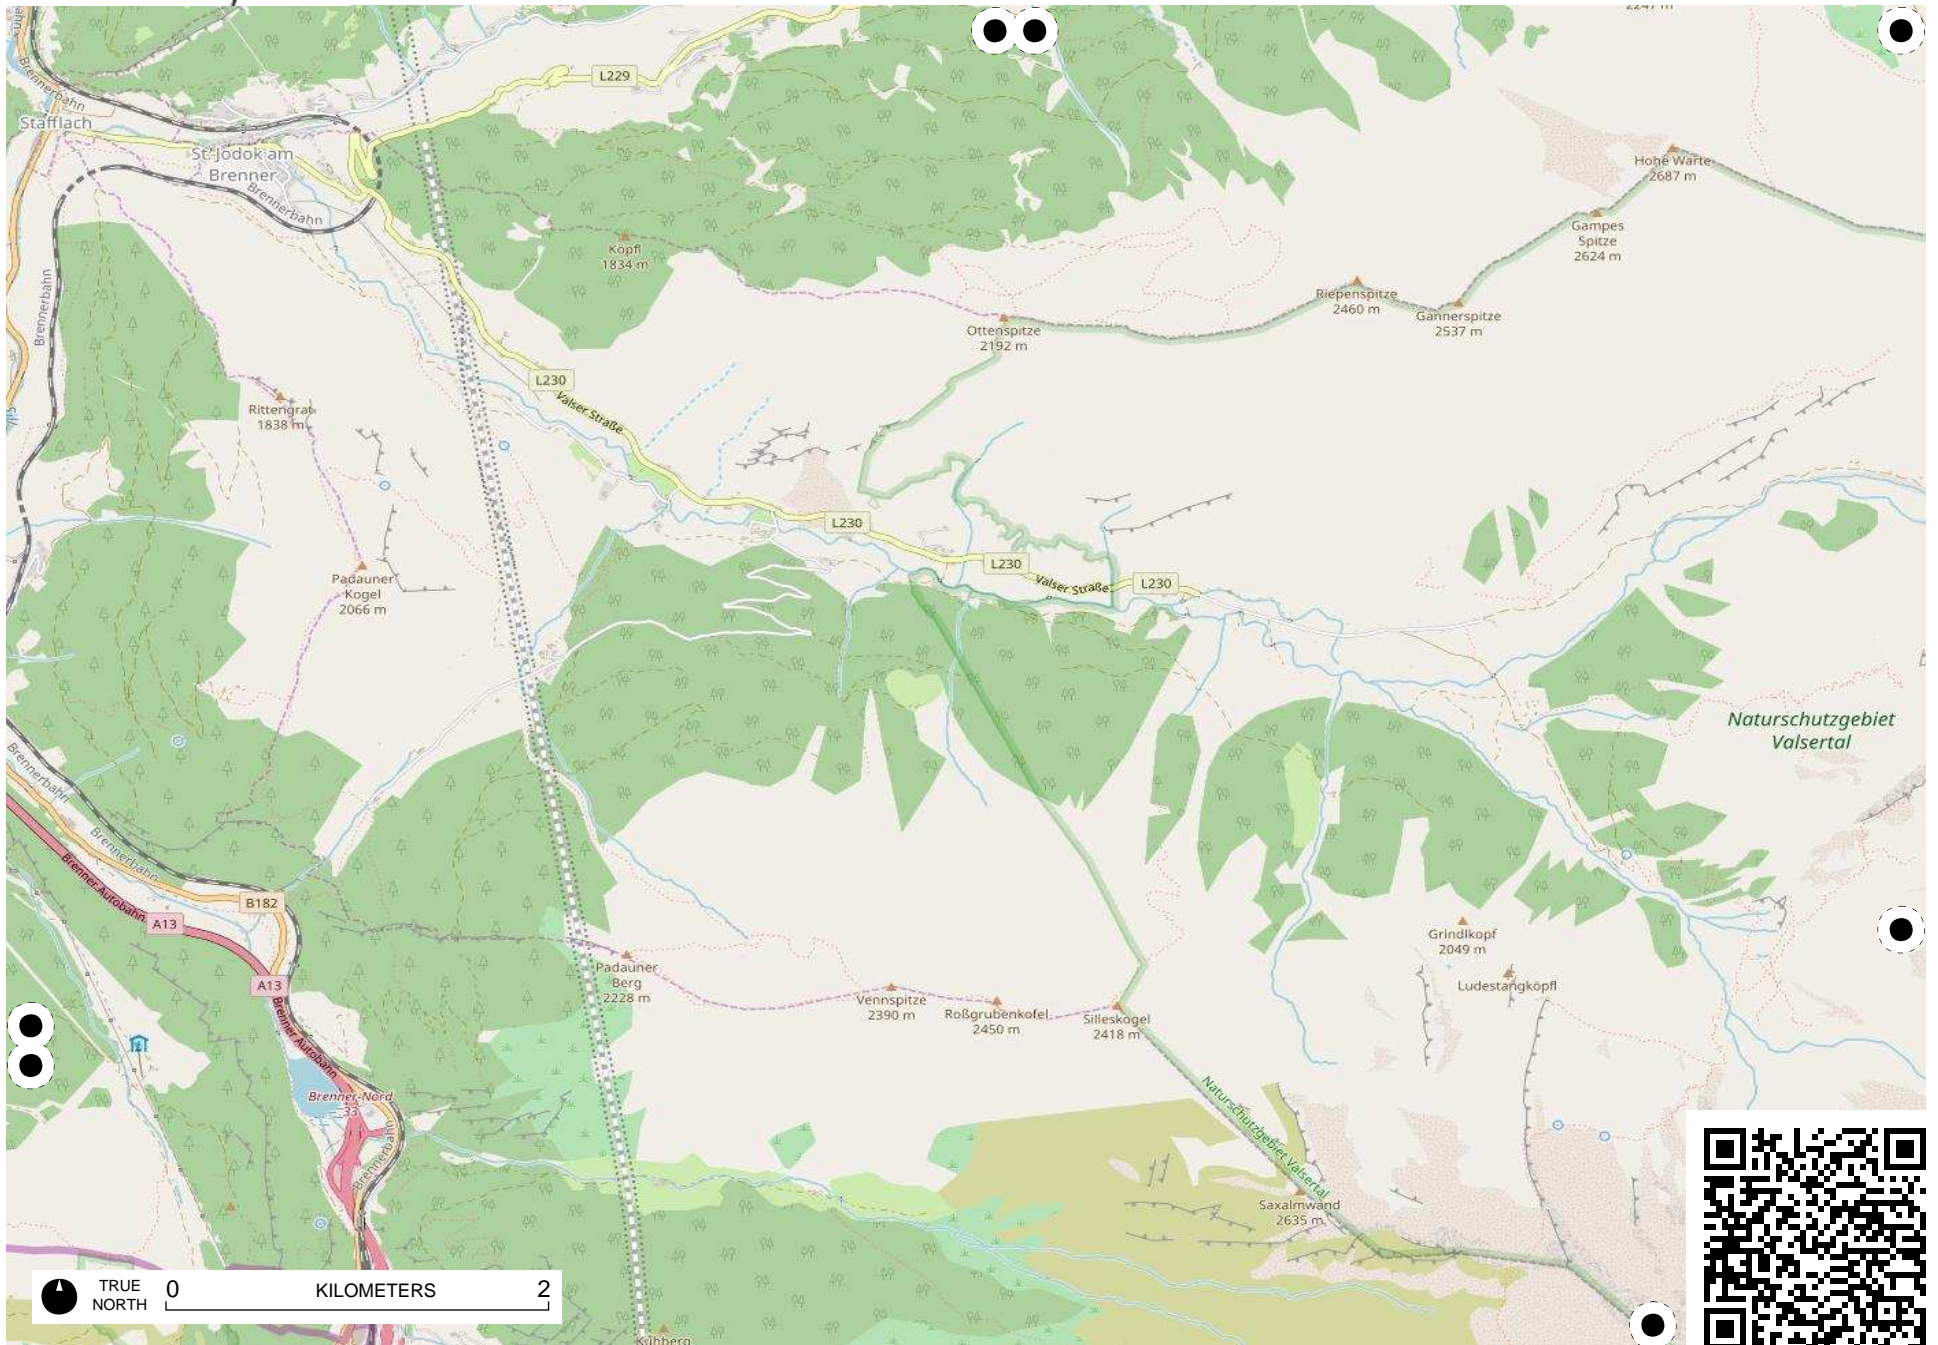 L229
Brennerbahn
Stafflach
St. Jodok am
Brenner
Brennerbahn
Hohe Warte
2687 m
Köpfl
1834 m
Gampes
Spitze
2624 m
Brennerbahn
Riepenspitze
2460 m
Gannerspitze
2537 m
Ottenspitze
2192 m
L230
Valser Straße
Rittengrat
1838 m
L230
L230
Valser Straße
L230
Padauner
Kogel
2066 m
Naturschutzgebiet
Valsertal
Brennerbahn
Brennerbahn
Brenner Autobahn
B182
A13
Grindlkopf
2049 m
Padauner
Berg
2228 m
A13
Ludestangköpfl
Vennspitze
2390 m
Roßgrubenkofel
2450 m
Silleskogel
2418 m
Brenner Autobahn
Brenner-Nord
33
Brennerbahn
Naturschutzgebiet Valsertal
Saxalmwand
2635 m
TRUE
NORTH
0 KILOMETERS 2